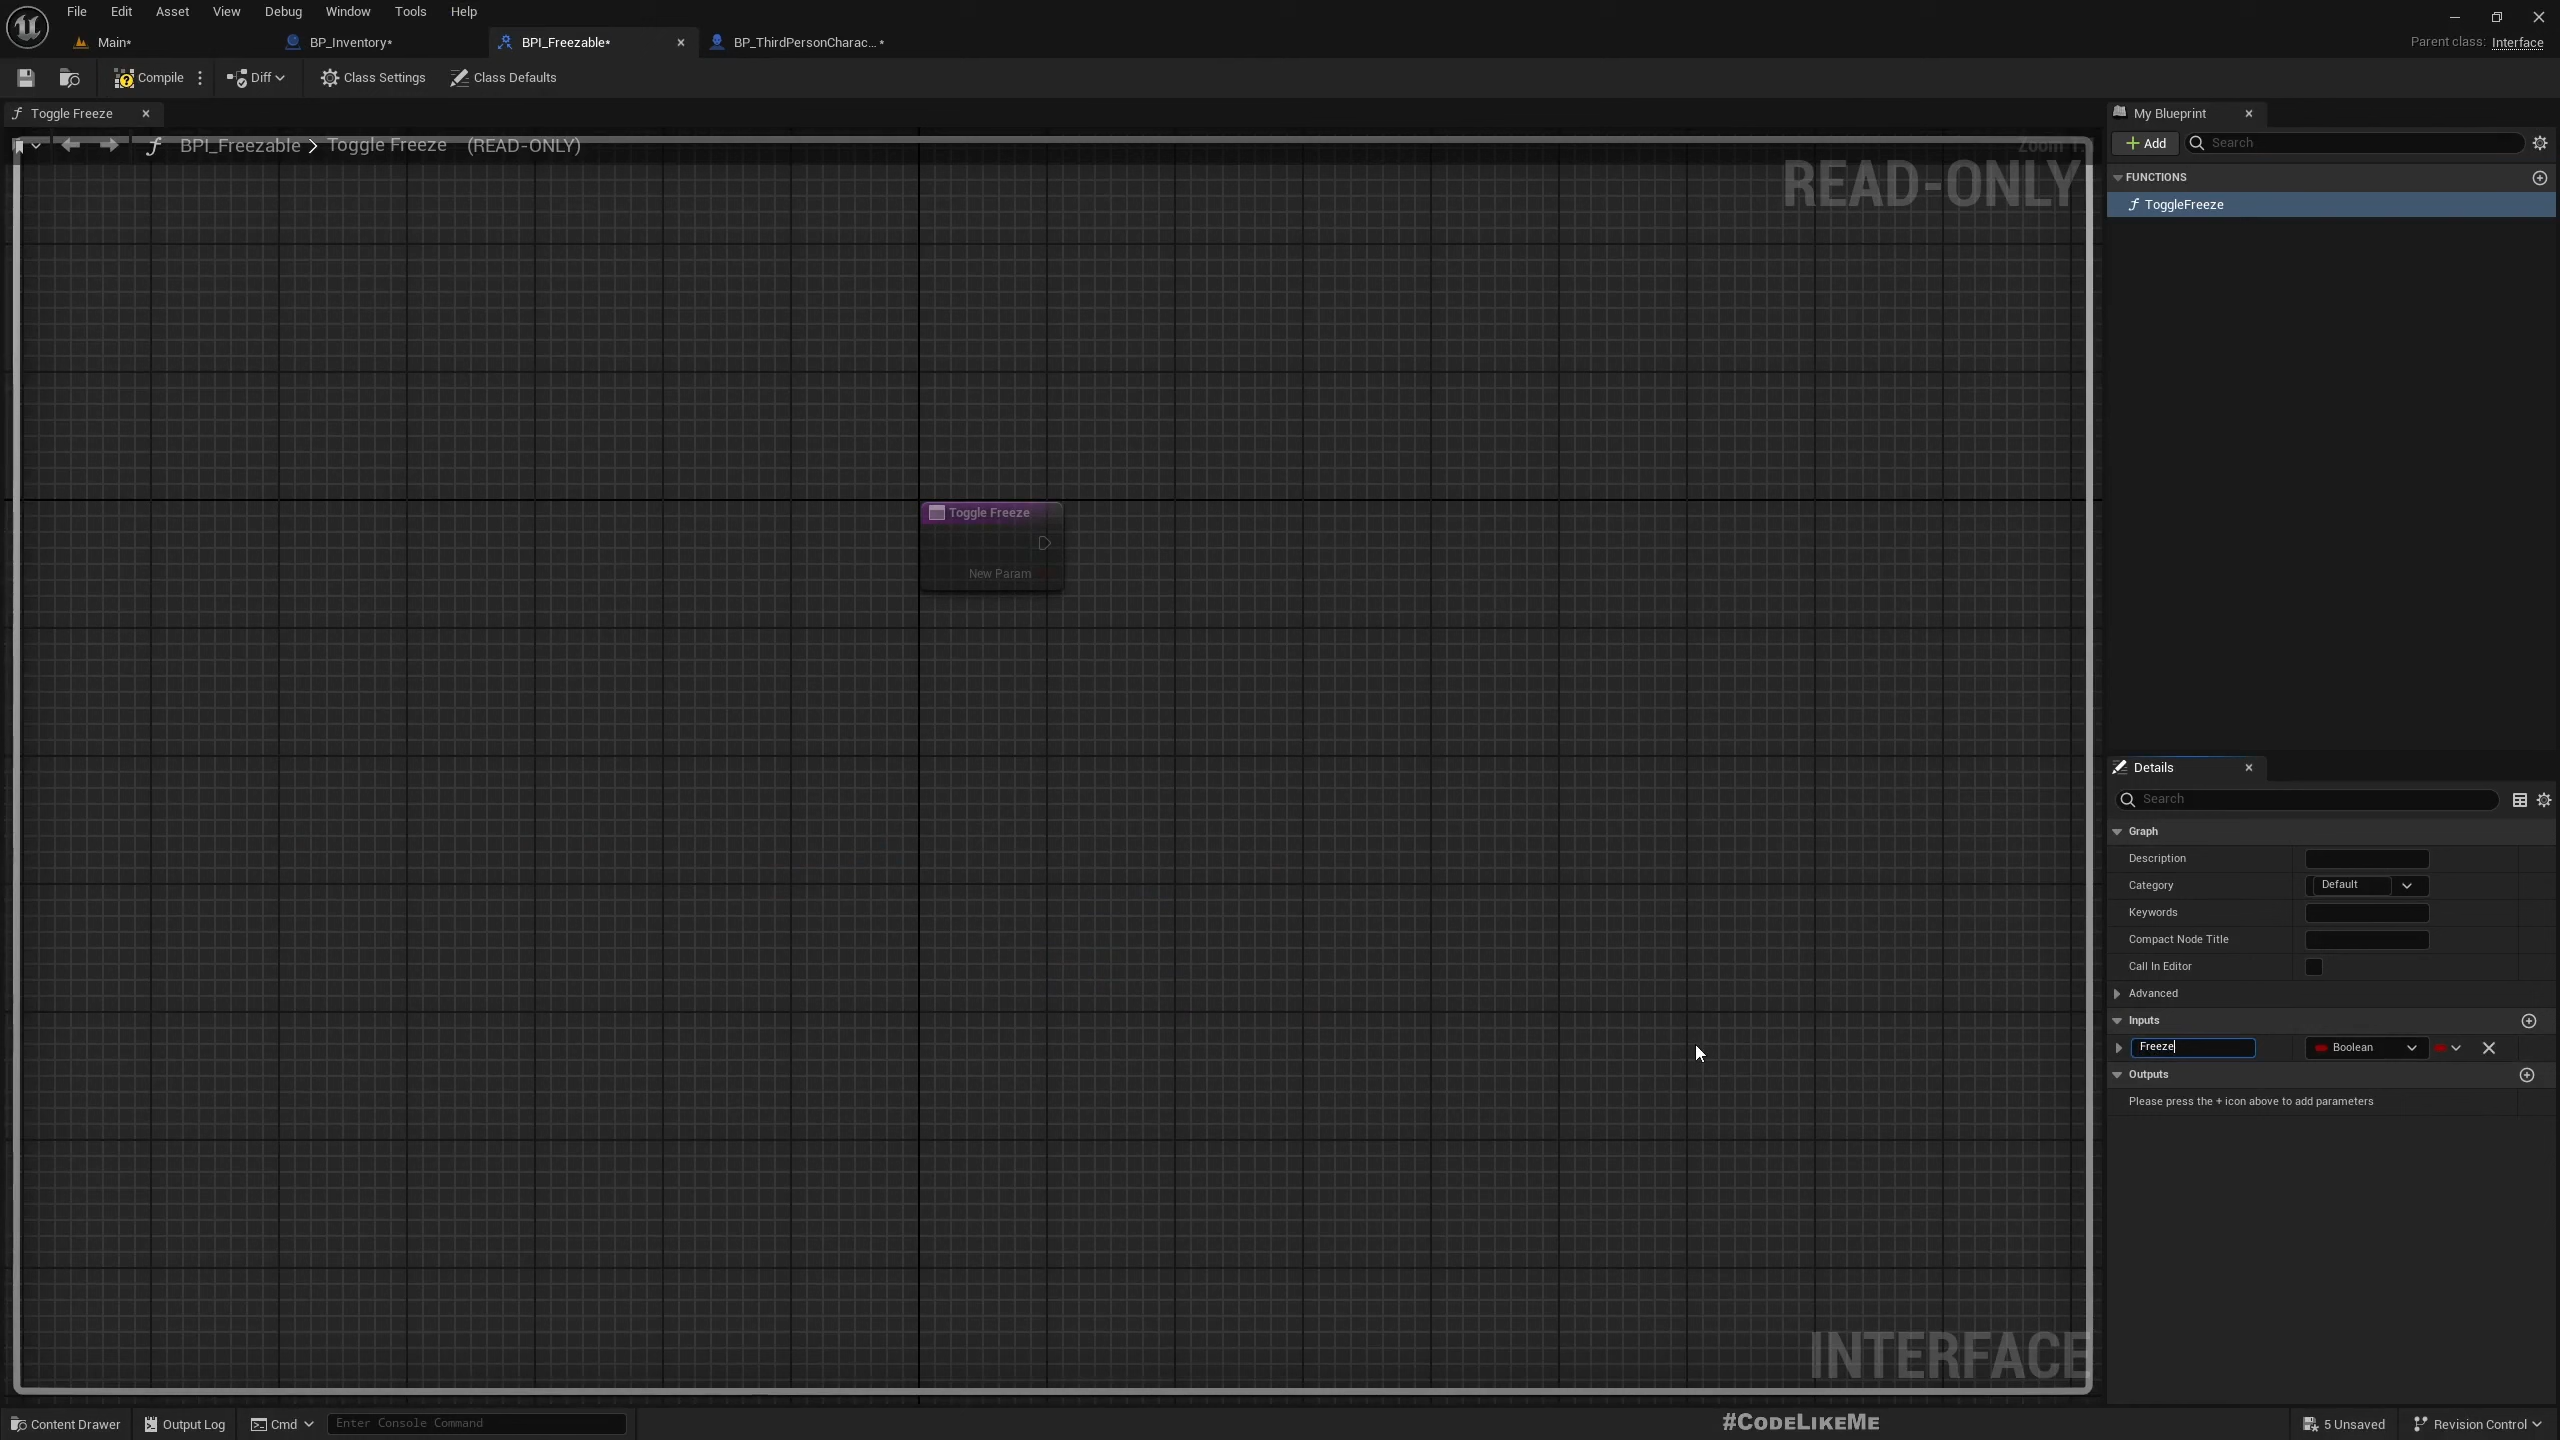 File Edit Asset View Debug Window Tools Help
Main* BP_Inventory* BPI_Freezable* BP_ThirdPersonCharac... *
Parent class: Interface
Compile Diff Class Settings Class Defaults
Toggle Freeze
BPI_Freezable > Toggle Freeze (READ-ONLY)
READ-ONLY
Toggle Freeze
New Param
INTERFACE
My Blueprint
Add Search
FUNCTIONS
f ToggleFreeze
Details
Search
Graph
Description
Category Default
Keywords
Compact Node Title
Call In Editor
Advanced
Inputs
Freeze Boolean
Outputs
Please press the + icon above to add parameters
Content Drawer Output Log Cmd Enter Console Command
#CODELIKEME
5 Unsaved Revision Control